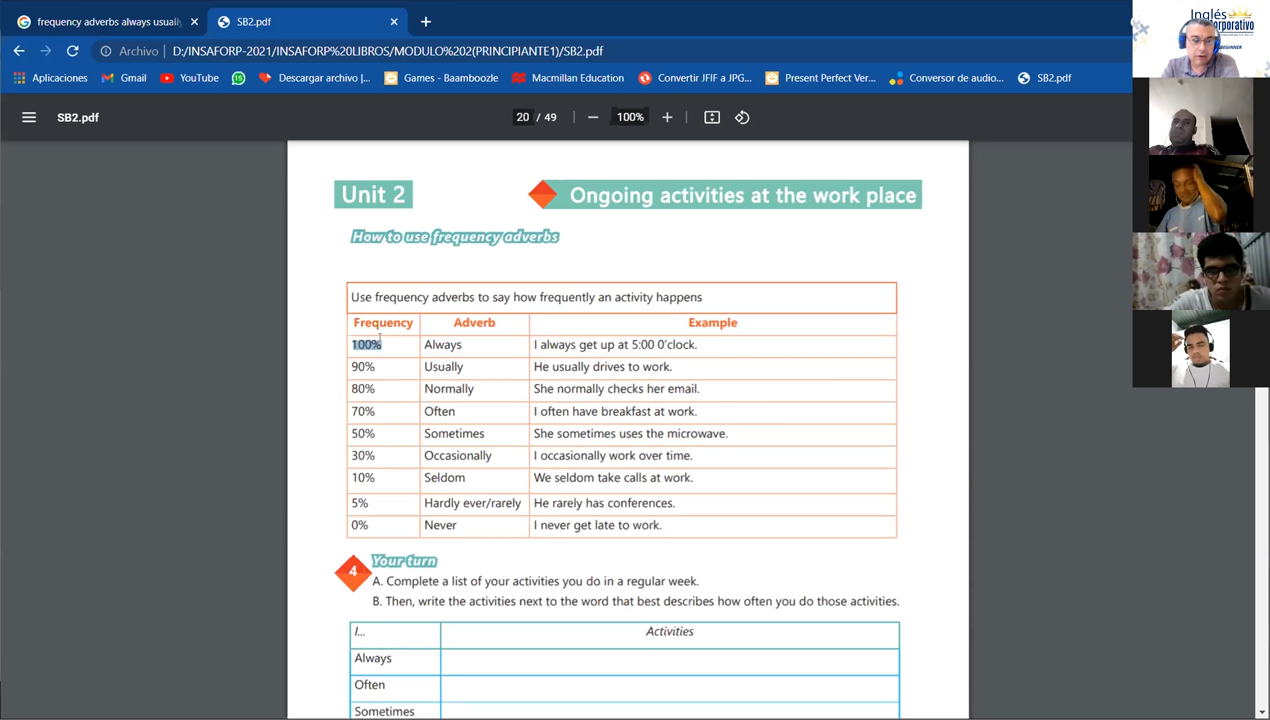 frequency adverbs always usually
SB2.pdf
Archivo D:/INSAFORP-2021/INSAFORP%20LIBROS/MODULO%202(PRINCIPIANTE1)/SB2.pdf
Aplicaciones Gmail YouTube Descargar archivo |... Games - Baamboozle Macmillan Education Convertir JFIF a JPG... Present Perfect Ver... Conversor de audio... SB2.pdf
SB2.pdf 20 / 49 100%
Inglés
BEGINNER
Unit 2 Ongoing activities at the work place
How to use frequency adverbs
Use frequency adverbs to say how frequently an activity happens
Frequency Adverb Example
100% Always I always get up at 5:00 0'clock.
90% Usually He usually drives to work.
80% Normally She normally checks her email.
70% Often I often have breakfast at work.
50% Sometimes She sometimes uses the microwave.
30% Occasionally I occasionally work over time.
10% Seldom We seldom take calls at work.
5% Hardly ever/rarely He rarely has conferences.
0% Never I never get late to work.
4 Your turn
A. Complete a list of your activities you do in a regular week.
B. Then, write the activities next to the word that best describes how often you do those activities.
I... Activities
Always
Often
Sometimes